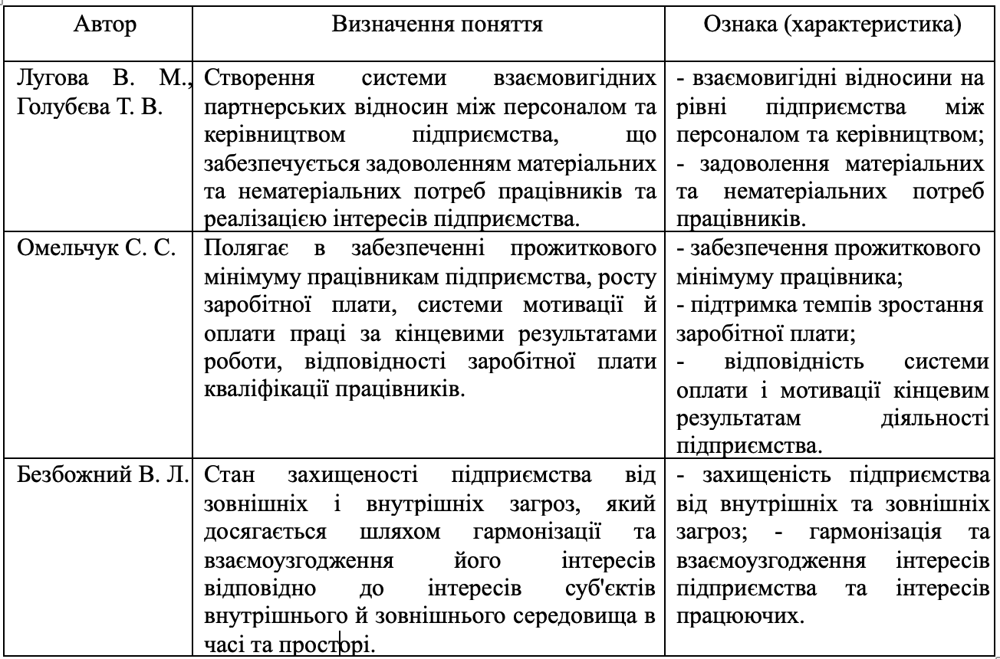 Автор
Визначення поняття
Ознака (характеристика)
Лугова В. М.,
Голубєва Т. В.
Створення системи взаємовигідних
партнерських відносин між персоналом та
керівництвом підприємства, що
забезпечується задоволенням матеріальних
та нематеріальних потреб працівників та
реалізацією інтересів підприємства.
- взаємовигідні відносини на
рівні підприємства між
персоналом та керівництвом;
- задоволення матеріальних
та нематеріальних потреб
працівників.
Омельчук С. С.
Полягає в забезпеченні прожиткового
мінімуму працівникам підприємства, росту
заробітної плати, системи мотивації й
оплати праці за кінцевими результатами
роботи, відповідності заробітної плати
кваліфікації працівників.
- забезпечення прожиткового
мінімуму працівника;
- підтримка темпів зростання
заробітної плати;
- відповідність системи
оплати і мотивації кінцевим
результатам діяльності
підприємства.
Безбожний В. Л.
Стан захищеності підприємства від
зовнішніх і внутрішніх загроз, який
досягається шляхом гармонізації та
взаємоузгодження його інтересів
відповідно до інтересів суб'єктів
внутрішнього й зовнішнього середовища в
часі та просторі.
- захищеність підприємства
від внутрішніх та зовнішніх
загроз; - гармонізація та
взаємоузгодження інтересів
підприємства та інтересів
працюючих.